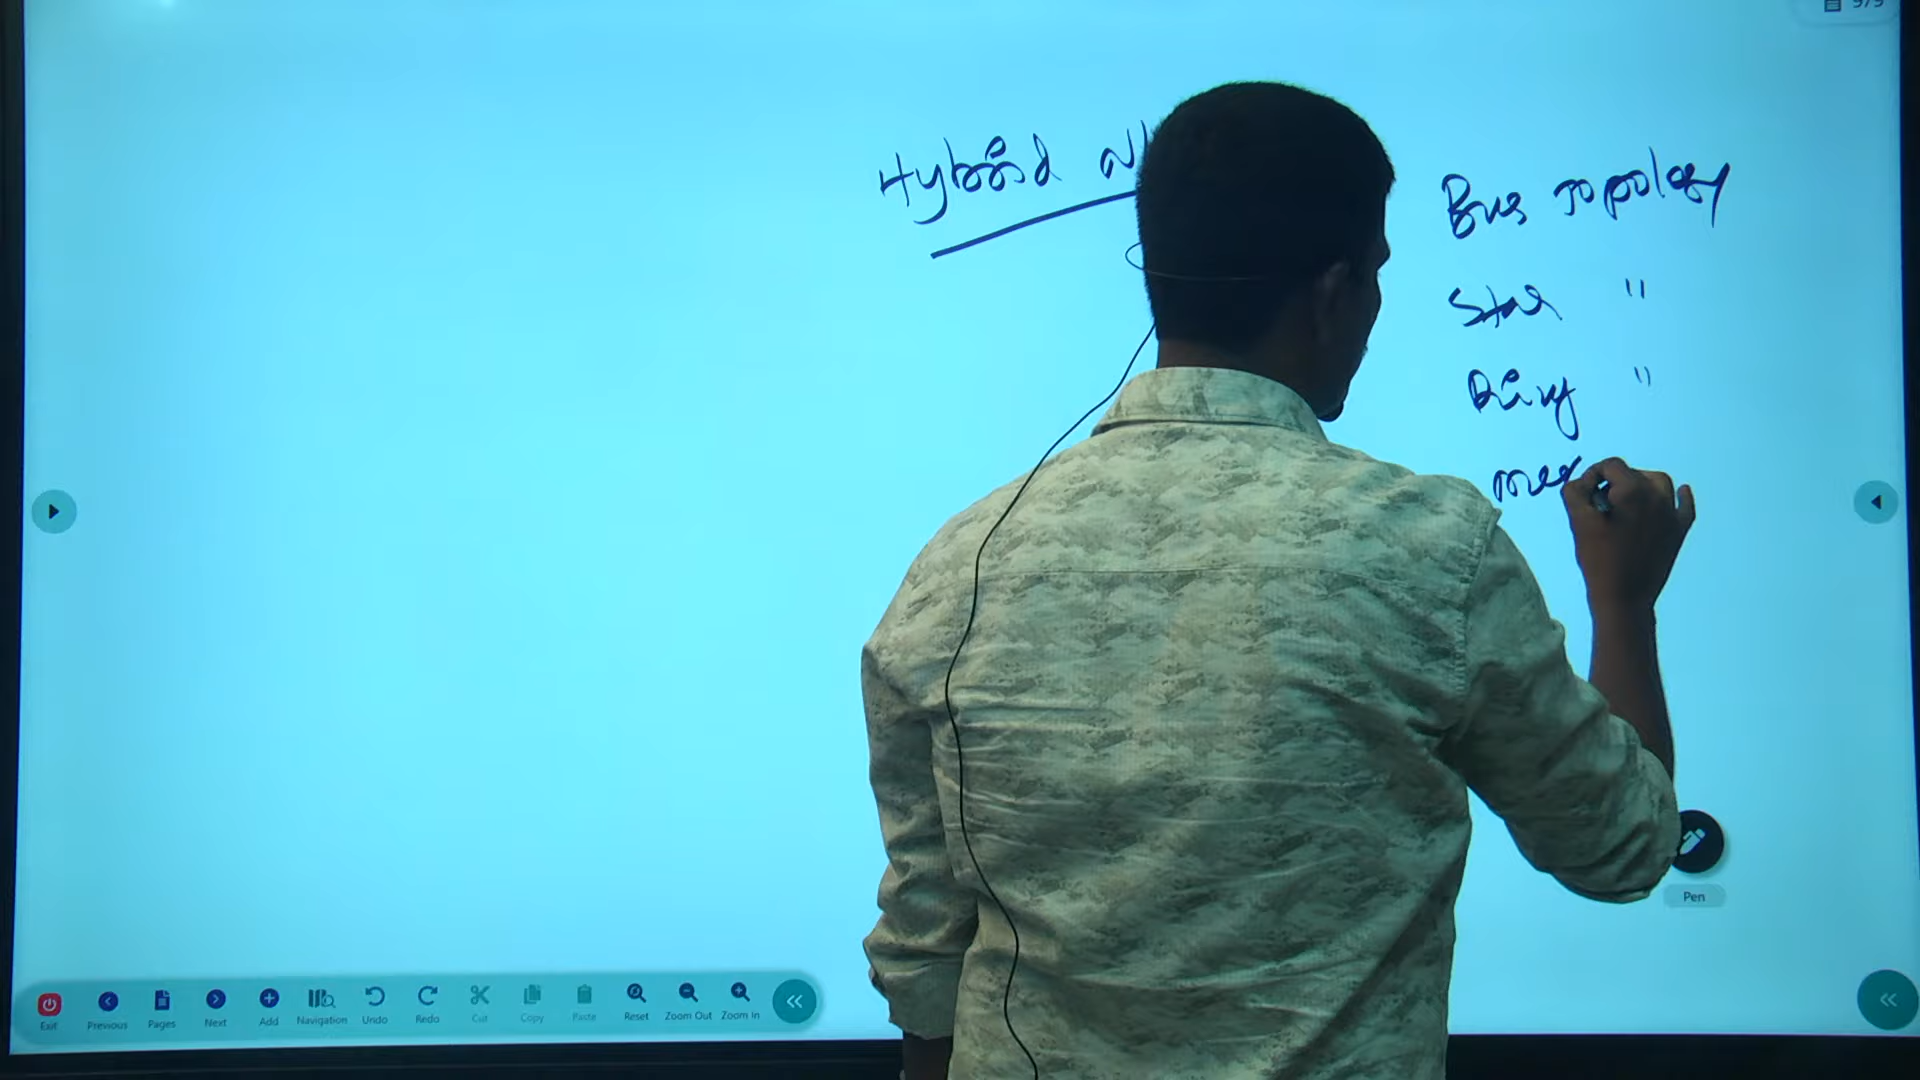 Hybrid N
Bus Topology
Star "
Ring "
mes
Pen
Exit
Previous
Pages
Next
Add
Navigation
Undo
Redo
Cut
Copy
Paste
Reset
Zoom Out
Zoom In